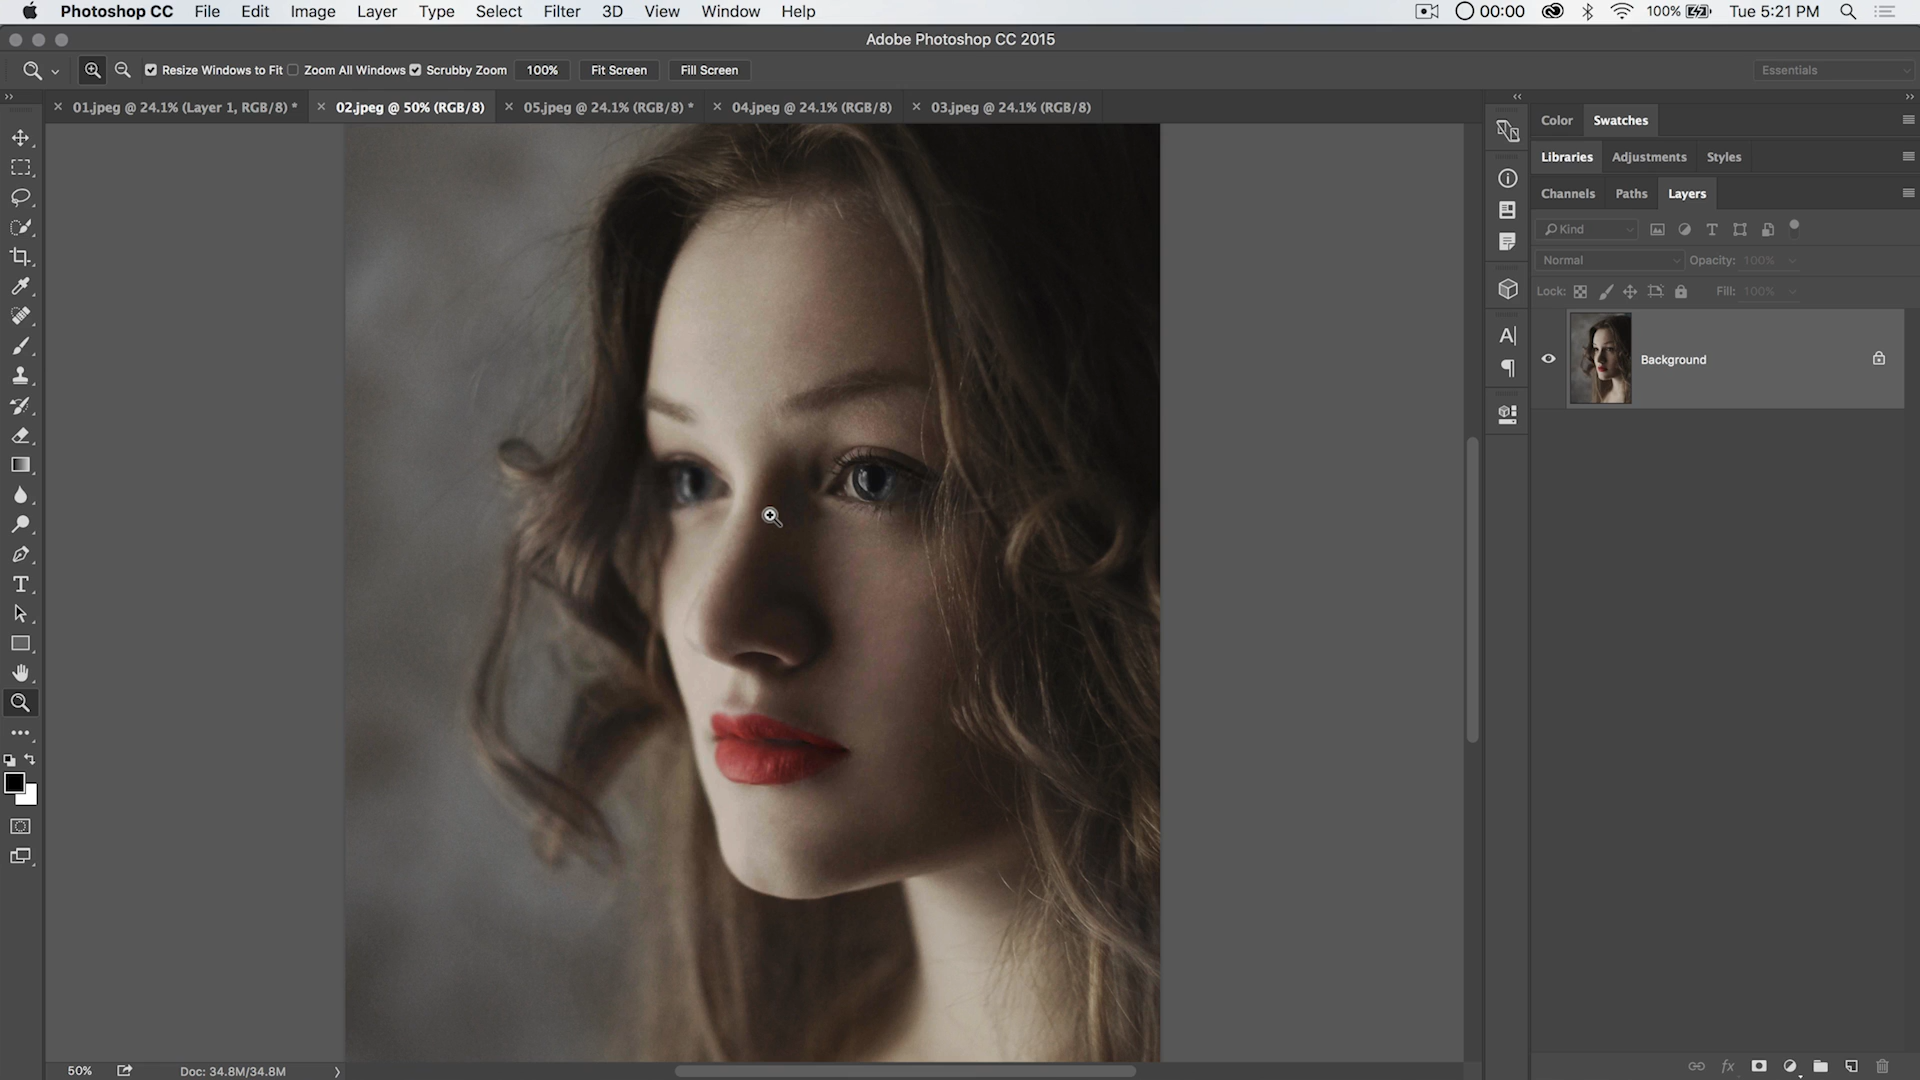 Photoshop CC File Edit Image Layer Type Select Filter 3D View Window Help 00:00 100% Tue 5:21 PM
Adobe Photoshop CC 2015
Resize Windows to Fit Zoom All Windows Scrubby Zoom 100% Fit Screen Fill Screen Essentials
01.jpeg @ 24.1% (Layer 1, RGB/8) * 02.jpeg @ 50% (RGB/8) 05.jpeg @ 24.1% (RGB/8) * 04.jpeg @ 24.1% (RGB/8) 03.jpeg @ 24.1% (RGB/8)
Color Swatches
Libraries Adjustments Styles
Channels Paths Layers
Kind
Normal Opacity: 100%
Lock: Fill: 100%
Background
50% Doc: 34.8M/34.8M
fx